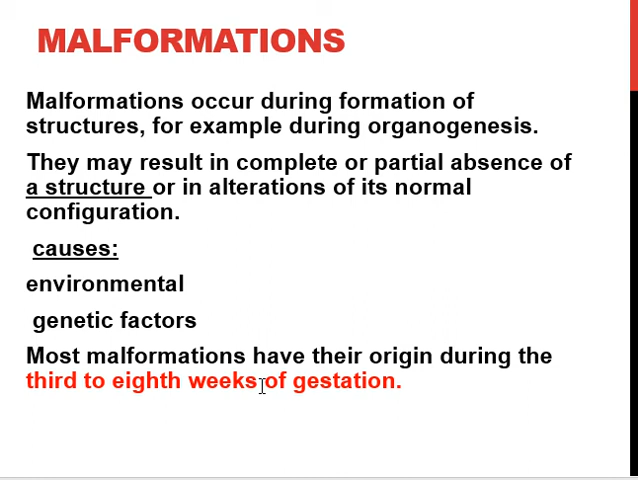 MALFORMATIONS
Malformations occur during formation of
structures, for example during organogenesis.
They may result in complete or partial absence of
a structure or in alterations of its normal
configuration.
causes:
environmental
genetic factors
Most malformations have their origin during the
third to eighth weeks of gestation.